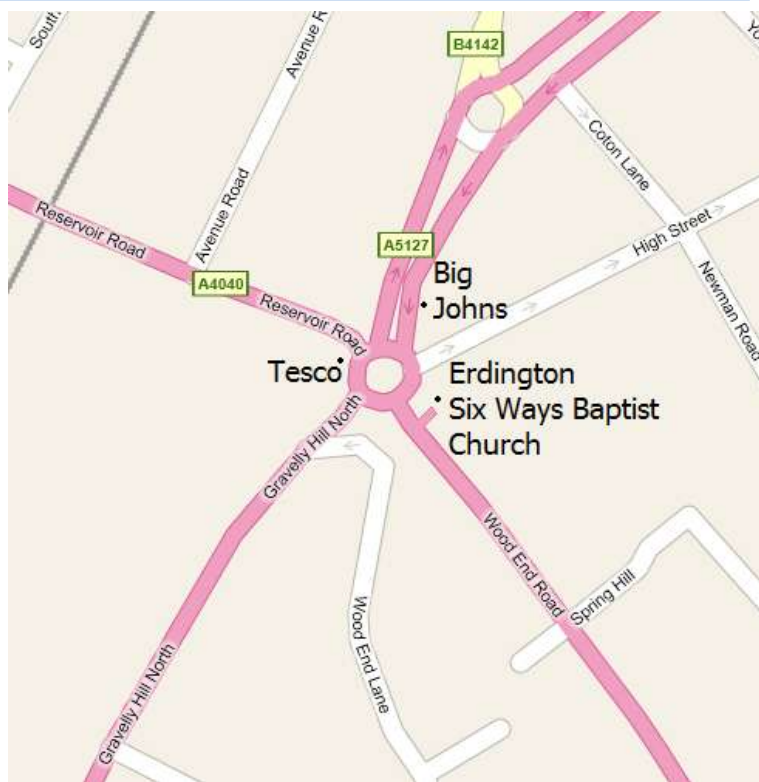 South
Avenue Road
B4142
Yo
Coton Lane
Avenue Road
Reservoir Road
High Street
A5127
Newman Road
A4040
Big
Johns
Reservoir Road
Tesco
Erdington
Six Ways Baptist
Church
Gravelly Hill North
Wood End Road
Spring Hill
Wood End Lane
Gravelly Hill North